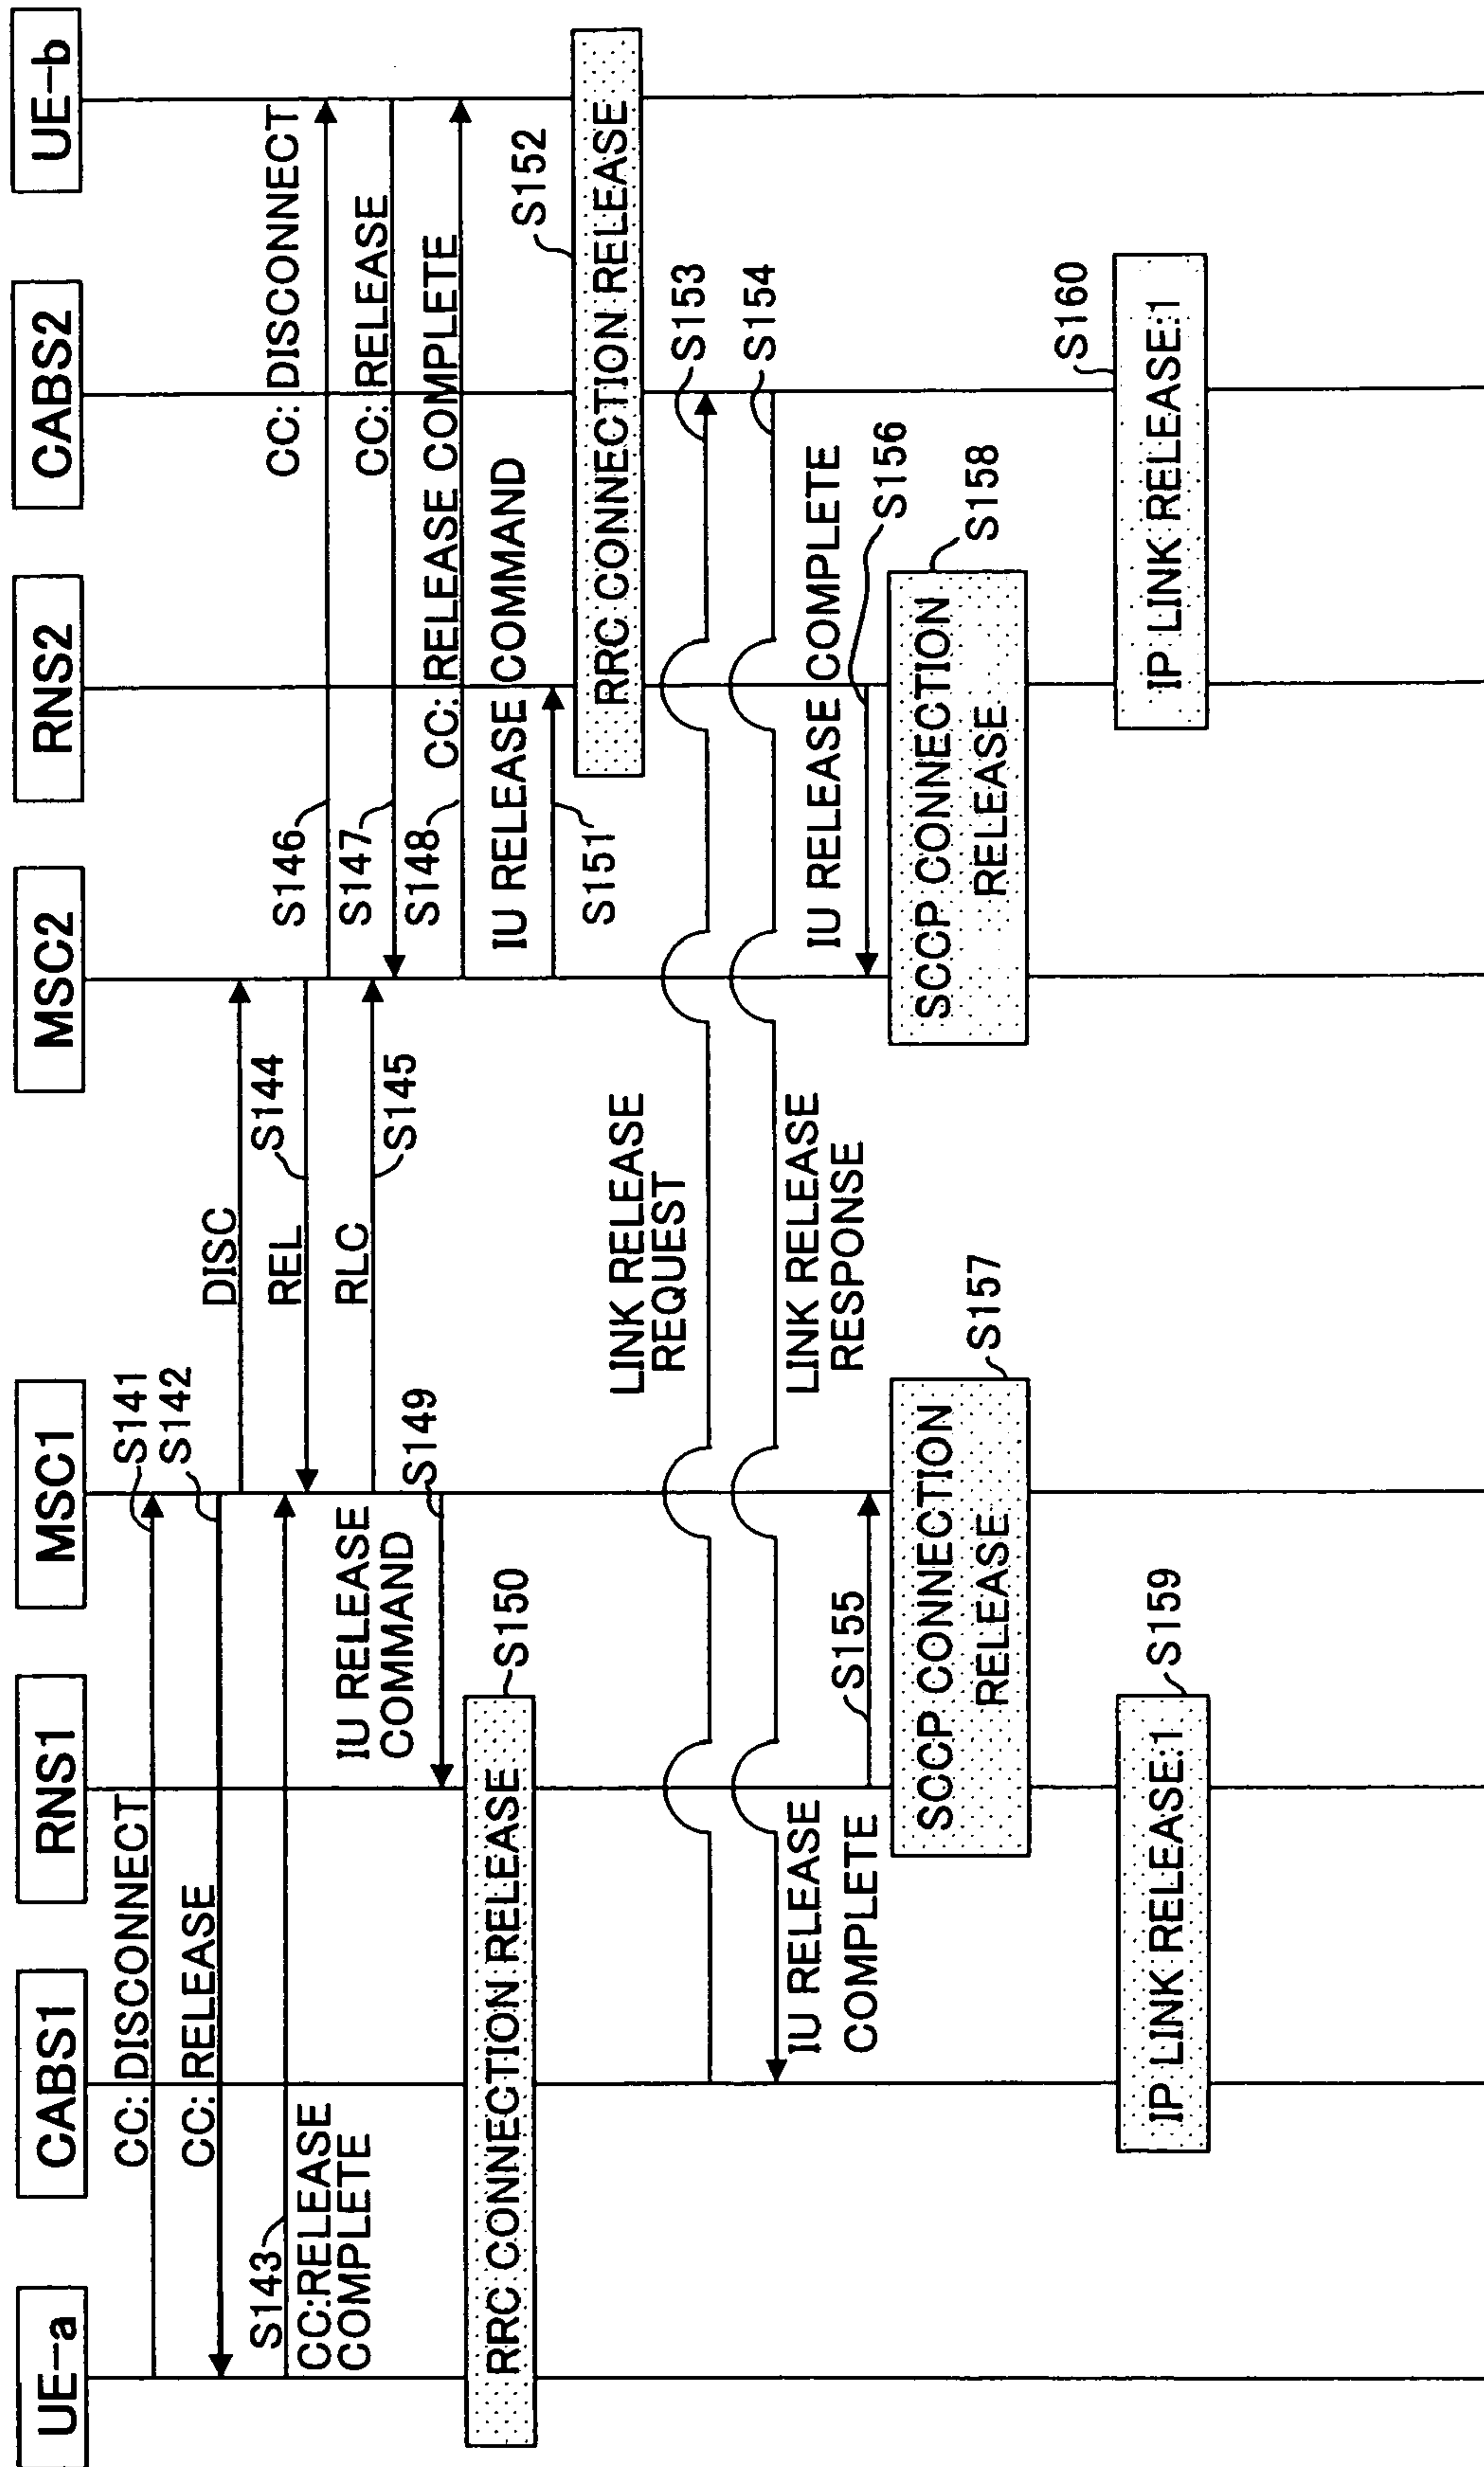 UE-a
CABS1
RNS1
MSC1
MSC2
RNS2
CABS2
UE-b
CC: DISCONNECT
S141
CC: RELEASE
S142
S143
CC:RELEASE
COMPLETE
DISC
REL
S144
RLC
S145
S146
CC: DISCONNECT
S147
CC: RELEASE
S148
CC: RELEASE COMPLETE
IU RELEASE
COMMAND
S149
RRC CONNECTION RELEASE
S150
IU RELEASE COMMAND
S151
RRC CONNECTION RELEASE
S152
LINK RELEASE
REQUEST
S153
LINK RELEASE
RESPONSE
S154
IU RELEASE
COMPLETE
S155
IU RELEASE COMPLETE
S156
SCCP CONNECTION
RELEASE
S157
SCCP CONNECTION
RELEASE
S158
IP LINK RELEASE:1
S159
IP LINK RELEASE:1
S160